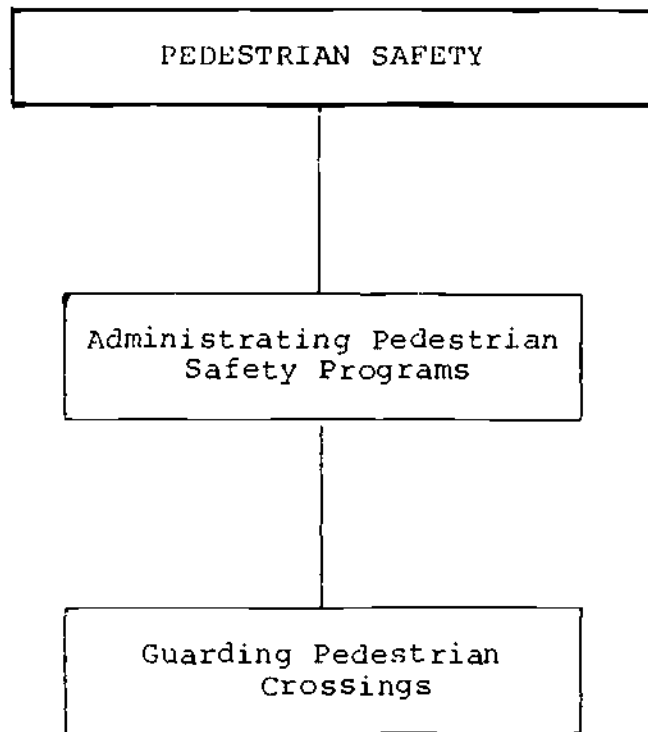 PEDESTRIAN SAFETY
Administrating Pedestrian
Safety Programs
Guarding Pedestrian
Crossings